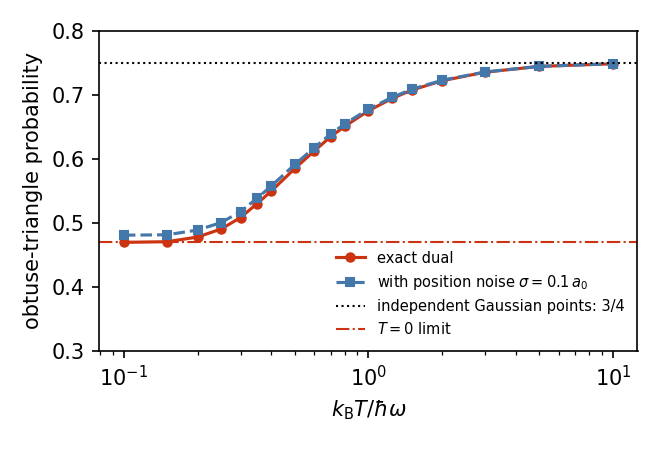 0.8
0.7
0.6
0.5
0.4
0.3
obtuse-triangle probability
exact dual
with position noise σ = 0.1 a₀
independent Gaussian points: 3/4
T = 0 limit
10⁻¹ 10⁰ 10¹
k_BT/ℏω